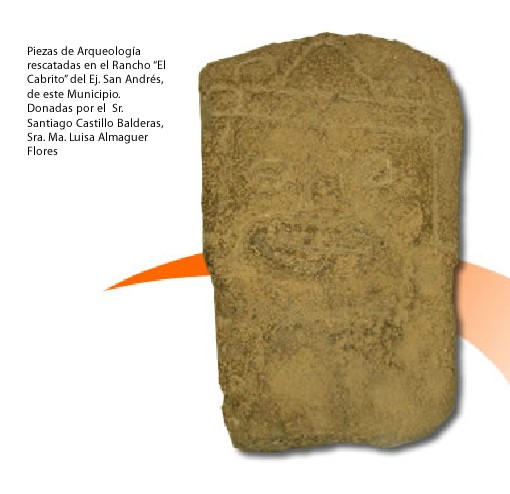 Piezas de Arqueología
rescatadas en el Rancho “El
Cabrito” del Ej. San Andrés,
de este Municipio.
Donadas por el  Sr.
Santiago Castillo Balderas,
Sra. Ma. Luisa Almaguer
Flores